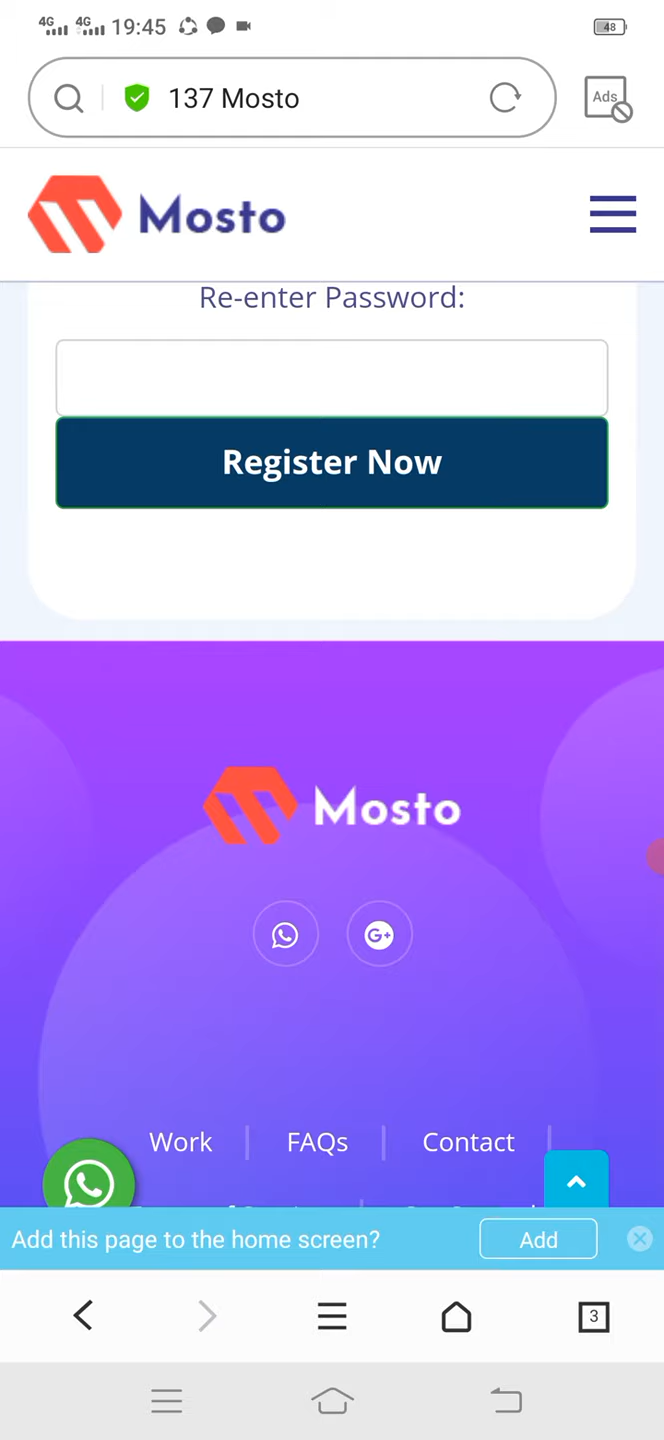 4G 4G 19:45 48
137 Mosto Ads
Mosto
Re-enter Password:
Register Now
Mosto
G+
Work FAQs Contact
Add this page to the home screen? Add
3